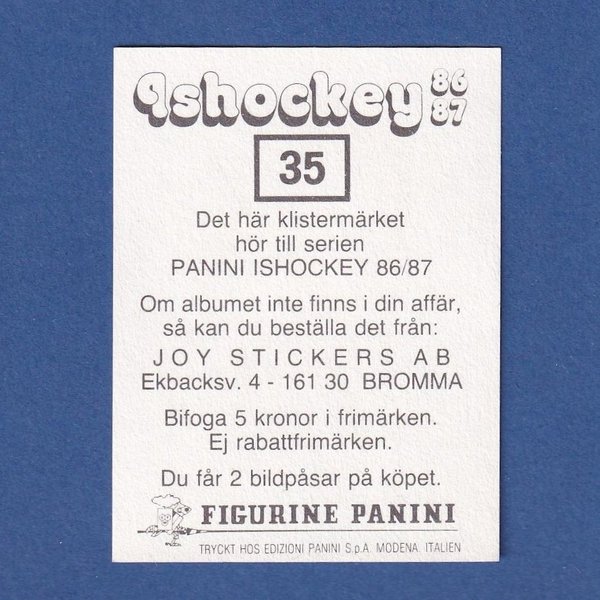 Ishockey 86
87
35
Det här klistermärket
hör till serien
PANINI ISHOCKEY 86/87
Om albumet inte finns i din affär,
så kan du beställa det från:
JOY STICKERS AB
Ekbacksv. 4 - 161 30 BROMMA
Bifoga 5 kronor i frimärken.
Ej rabattfrimärken.
Du får 2 bildpåsar på köpet.
FIGURINE PANINI
TRYCKT HOS EDIZIONI PANINI S.p.A. MODENA. ITALIEN